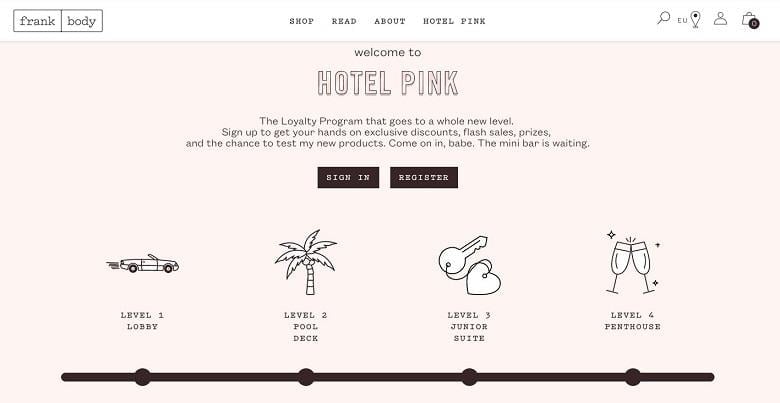 frank body
SHOP READ ABOUT HOTEL PINK
EU
0
welcome to
HOTEL PINK
The Loyalty Program that goes to a whole new level.
Sign up to get your hands on exclusive discounts, flash sales, prizes,
and the chance to test my new products. Come on in, babe. The mini bar is waiting.
SIGN IN REGISTER
LEVEL 1
LOBBY
LEVEL 2
POOL
DECK
LEVEL 3
JUNIOR
SUITE
LEVEL 4
PENTHOUSE